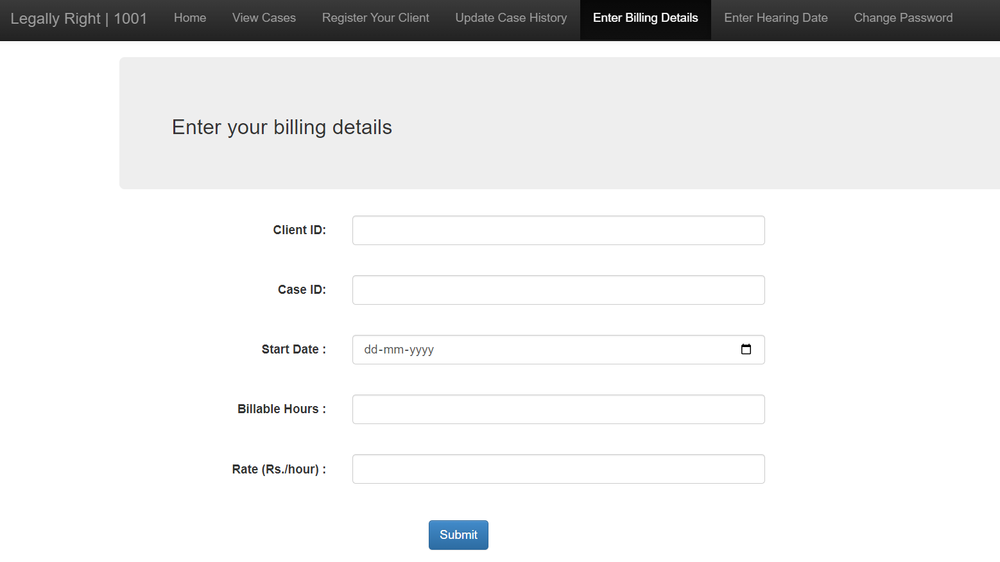 Legally Right | 1001 Home View Cases Register Your Client Update Case History Enter Billing Details Enter Hearing Date Change Password
Enter your billing details
Client ID:
Case ID:
Start Date : dd-mm-yyyy
Billable Hours :
Rate (Rs./hour) :
Submit